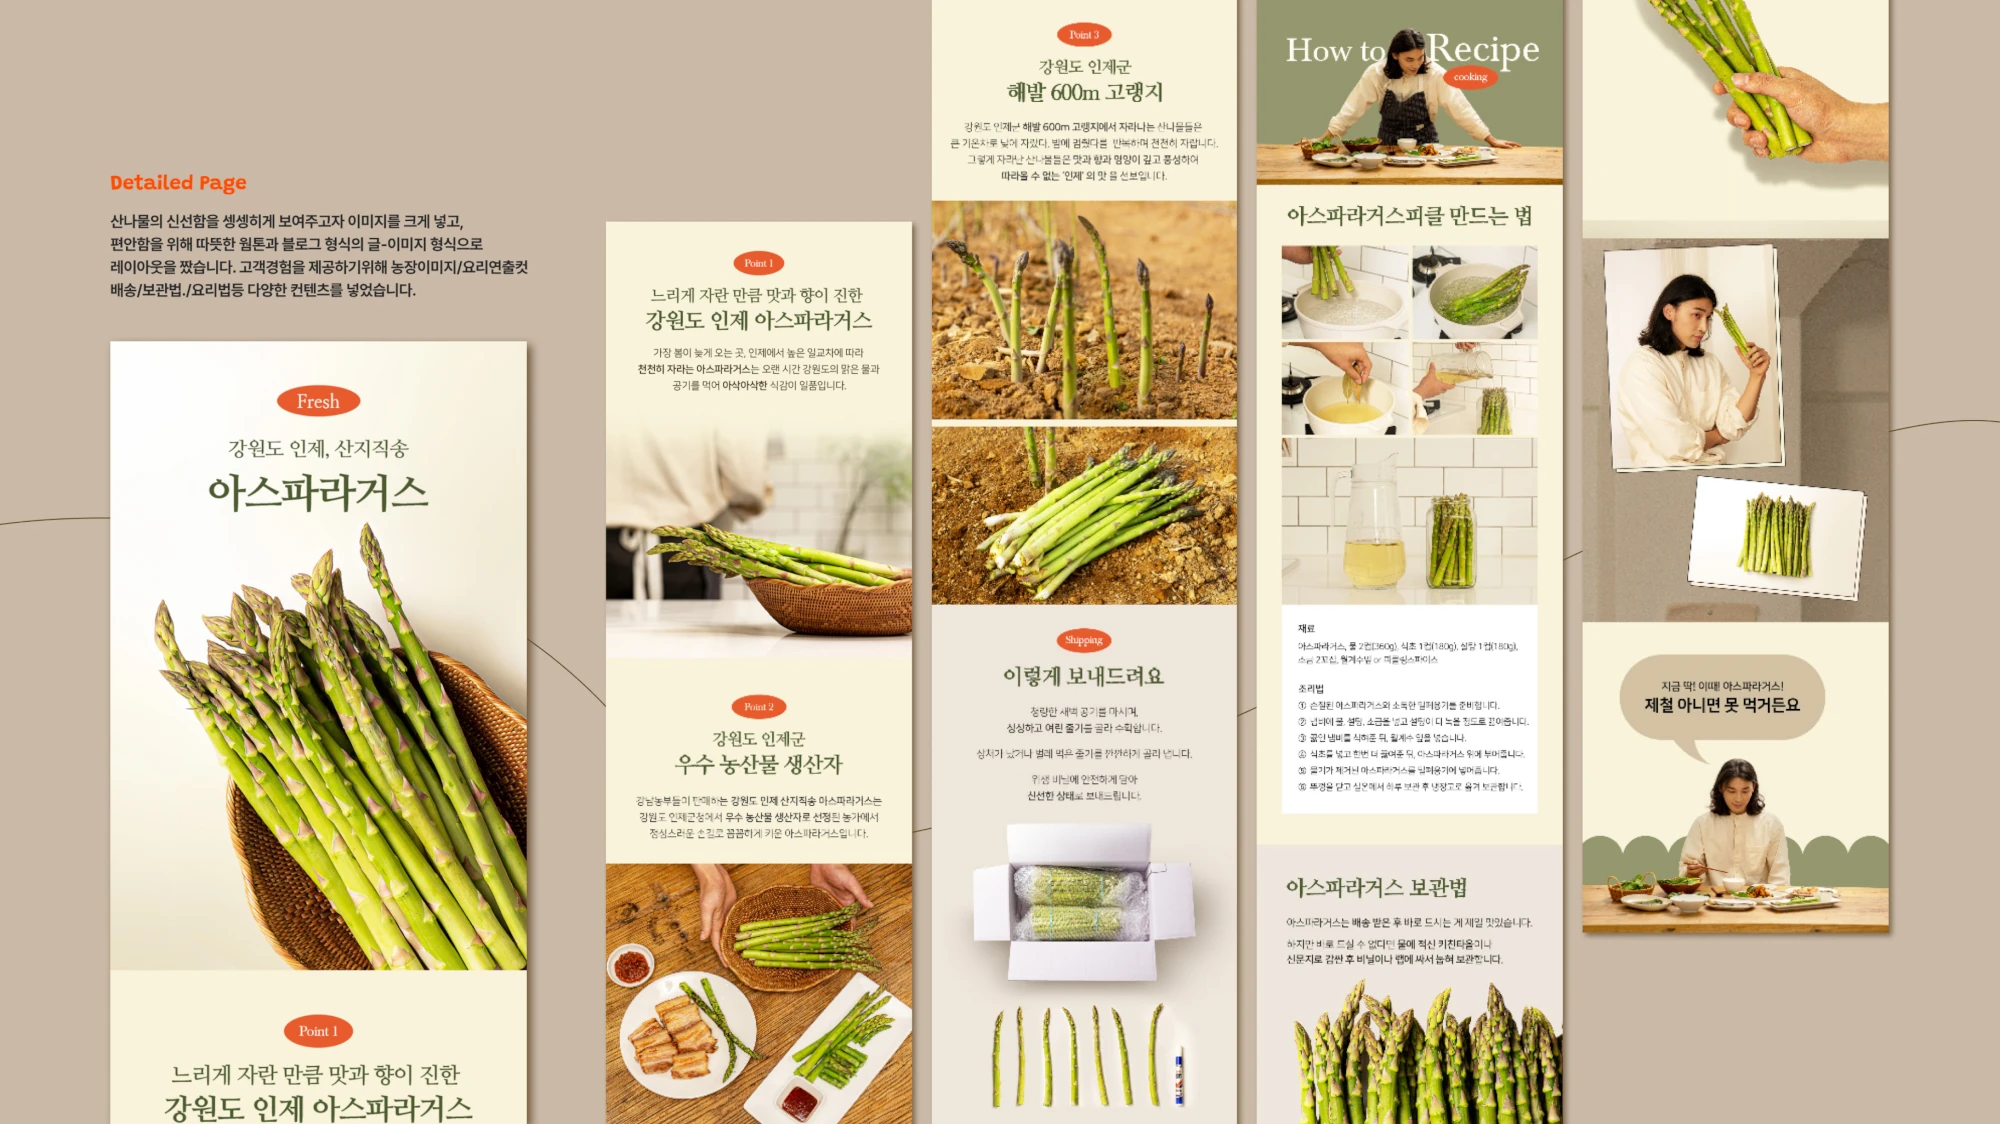 Detailed Page
산나물의 신선함을 셍셍히게 보여주고자 이미지를 크게 넣고,
편안함을 위해 따뜻한 웜톤과 블로그 형식의 글-이미지 형식으로
레이아웃을 짰습니다. 고객경험을 제공하기위해 농장이미지/요리연출컷
배송/보관법./요리법등 다양한 컨텐츠를 넣었습니다.
Fresh
강원도 인제, 산지직송
아스파라거스
Point 1
느리게 자란 만큼 맛과 향이 진한
강원도 인제 아스파라거스
Point 1
느리게 자란 만큼 맛과 향이 진한
강원도 인제 아스파라거스
가장 봄이 늦게 오는 곳, 인제에서 높은 일교차에 따라
천천히 자라는 아스파라거스는 오랜 시간 강원도의 맑은 물과
공기를 먹어 아삭아삭한 식감이 일품입니다.
Point 2
강원도 인제군
우수 농산물 생산자
강남농부들이 판매하는 강원도 인제 산지직송 아스파라거스는
강원도 인제군청에서 우수 농산물 생산자로 선정된 농가에서
정성스러운 손길로 꼼꼼하게 키운 아스파라거스입니다.
Point 3
강원도 인제군
해발 600m 고랭지
강원도 인제군 해발 600m 고랭지에서 자라나는 산나물들은
큰 기온차로 낮에 자랐다, 밤에 멈췄다를 반복하며 천천히 자랍니다.
그렇게 자라난 산나물들은 맛과 향과 영양이 깊고 풍성하여
따라올 수 없는 '인제' 의 맛 을 선보입니다.
Shipping
이렇게 보내드려요
청량한 새벽 공기를 마시며,
싱싱하고 여린 줄기를 골라 수확합니다.
상처가 났거나 벌레 먹은 줄기를 깐깐하게 골라 냅니다.
위생 비닐에 안전하게 담아
신선한 상태로 보내드립니다.
How to Recipe
cooking
아스파라거스피클 만드는 법
재료
아스파라거스, 물 2컵(360g), 식초 1컵(180g), 설탕 1컵(180g),
소금 2꼬집, 월계수잎 or 피클링스파이스
조리법
① 손질된 아스파라거스와 소독한 밀폐용기를 준비합니다.
② 냄비에 물, 설탕, 소금을 넣고 설탕이 다 녹을 정도로 끓여줍니다.
③ 끓인 냄비를 식혀준 뒤, 월계수 잎을 넣습니다.
④ 식초를 넣고 한번 더 끓여준 뒤, 아스파라거스 위에 부어줍니다.
⑤ 물기가 제거된 아스파라거스를 밀폐용기에 넣어줍니다.
⑥ 뚜껑을 닫고 실온에서 하루 보관 후 냉장고로 옮겨 보관합니다.
아스파라거스 보관법
아스파라거스는 배송 받은 후 바로 드시는 게 제일 맛있습니다.
하지만 바로 드실 수 없다면 물에 적신 키친타올이나
신문지로 감싼 후 비닐이나 랩에 싸서 눕혀 보관합니다.
지금 딱! 이때! 아스파라거스!
제철 아니면 못 먹거든요